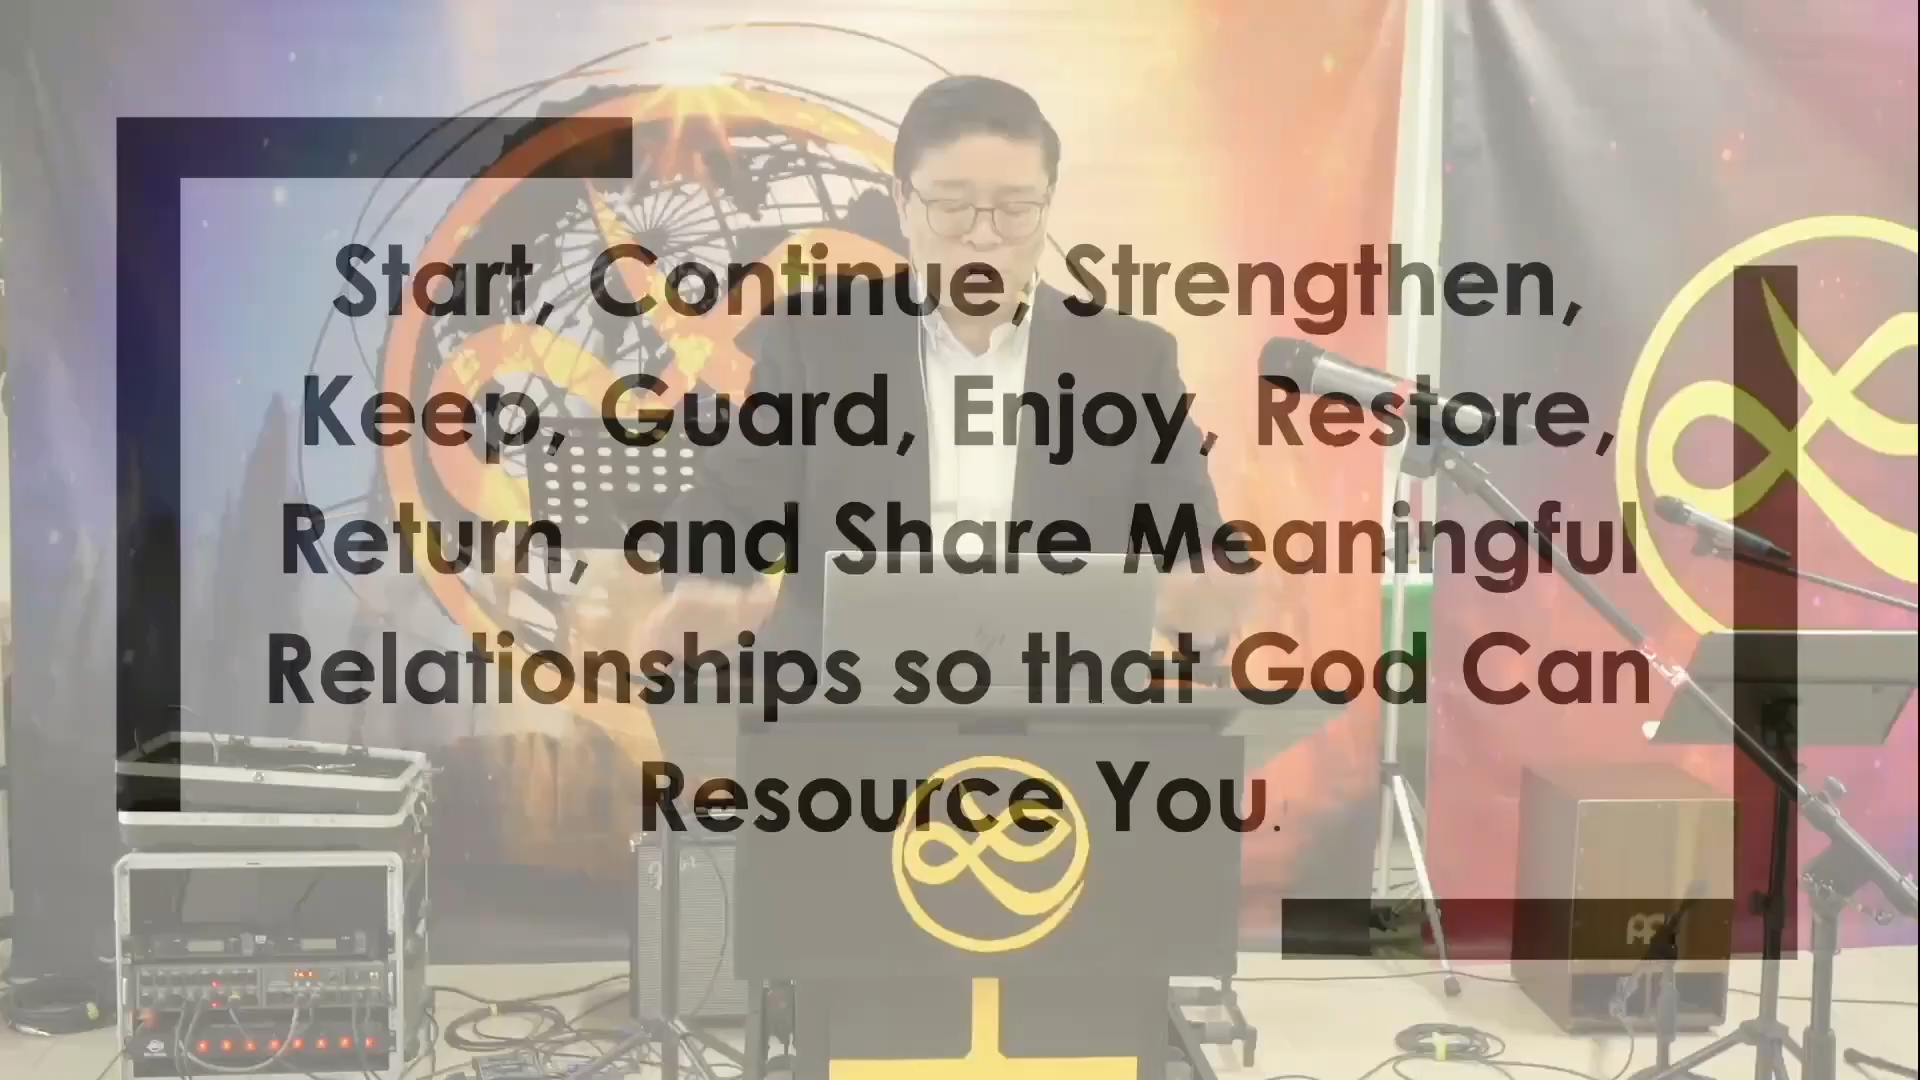 Start, Continue, Strengthen,
Keep, Guard, Enjoy, Restore,
Return, and Share Meaningful
Relationships so that God Can
Resource You.